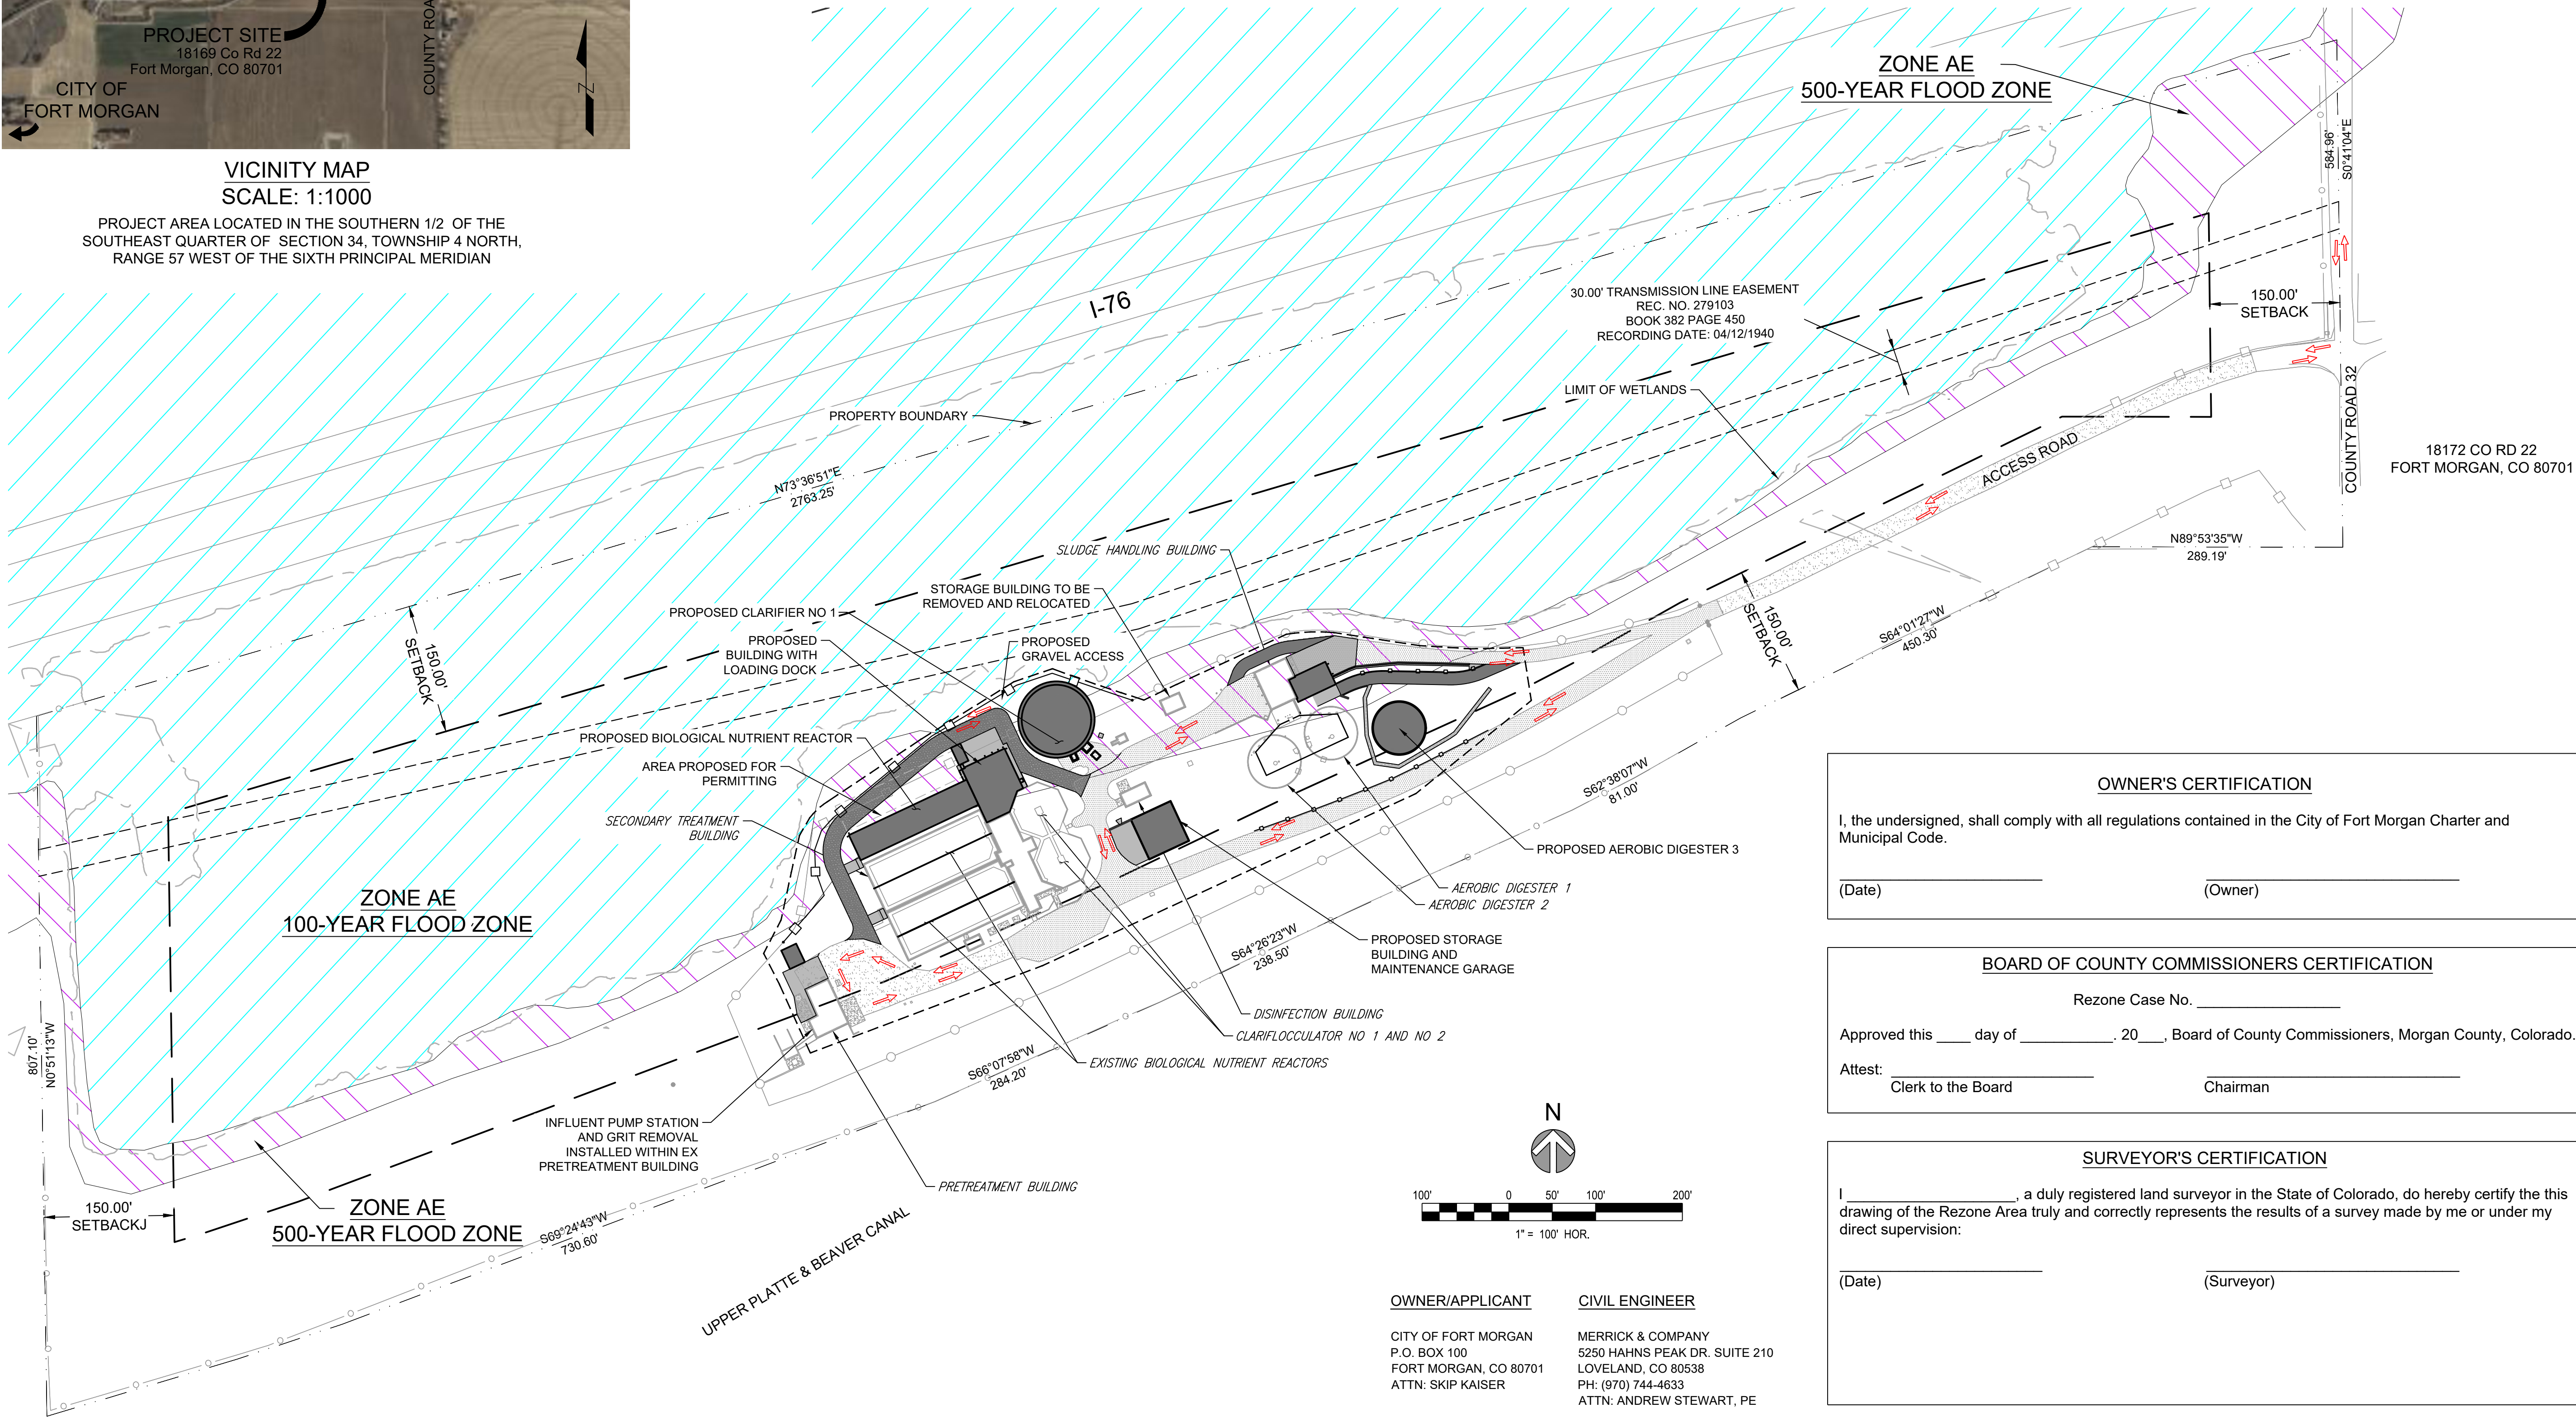 PROJECT SITE
18169 Co Rd 22
Fort Morgan, CO 80701
CITY OF
FORT MORGAN
Z
VICINITY MAP
SCALE: 1:1000
PROJECT AREA LOCATED IN THE SOUTHERN 1/2 OF THE
SOUTHEAST QUARTER OF SECTION 34, TOWNSHIP 4 NORTH,
RANGE 57 WEST OF THE SIXTH PRINCIPAL MERIDIAN
ZONE AE
500-YEAR FLOOD ZONE
584.96'
S0°41'04"E
I-76
30.00' TRANSMISSION LINE EASEMENT
REC. NO. 279103
BOOK 382 PAGE 450
RECORDING DATE: 04/12/1940
150.00'
SETBACK
LIMIT OF WETLANDS
PROPERTY BOUNDARY
COUNTY ROAD 32
18172 CO RD 22
FORT MORGAN, CO 80701
ACCESS ROAD
N73°36'51"E
2763.25'
N89°53'35"W
289.19'
SLUDGE HANDLING BUILDING
STORAGE BUILDING TO BE
REMOVED AND RELOCATED
PROPOSED CLARIFIER NO 1
PROPOSED
BUILDING WITH
LOADING DOCK
PROPOSED
GRAVEL ACCESS
150.00'
SETBACK
150.00'
SETBACK
S64°01'27"W
450.30'
PROPOSED BIOLOGICAL NUTRIENT REACTOR
AREA PROPOSED FOR
PERMITTING
SECONDARY TREATMENT
BUILDING
S62°38'07"W
81.00'
PROPOSED AEROBIC DIGESTER 3
AEROBIC DIGESTER 1
AEROBIC DIGESTER 2
ZONE AE
100-YEAR FLOOD ZONE
PROPOSED STORAGE
BUILDING AND
MAINTENANCE GARAGE
S64°26'23"W
238.50'
DISINFECTION BUILDING
CLARIFLOCCULATOR NO 1 AND NO 2
EXISTING BIOLOGICAL NUTRIENT REACTORS
807.10'
N0°51'13"W
S66°07'58"W
284.20'
INFLUENT PUMP STATION
AND GRIT REMOVAL
INSTALLED WITHIN EX
PRETREATMENT BUILDING
PRETREATMENT BUILDING
150.00'
SETBACKJ
ZONE AE
500-YEAR FLOOD ZONE
S69°24'43"W
730.60'
UPPER PLATTE & BEAVER CANAL
N
100' 0 50' 100' 200'
1" = 100' HOR.
OWNER/APPLICANT
CITY OF FORT MORGAN
P.O. BOX 100
FORT MORGAN, CO 80701
ATTN: SKIP KAISER
CIVIL ENGINEER
MERRICK & COMPANY
5250 HAHNS PEAK DR. SUITE 210
LOVELAND, CO 80538
PH: (970) 744-4633
ATTN: ANDREW STEWART, PE
OWNER'S CERTIFICATION
I, the undersigned, shall comply with all regulations contained in the City of Fort Morgan Charter and
Municipal Code.
(Date) (Owner)
BOARD OF COUNTY COMMISSIONERS CERTIFICATION
Rezone Case No. _________________
Approved this ____ day of ___________. 20___, Board of County Commissioners, Morgan County, Colorado.
Attest: ________________________
Clerk to the Board Chairman
SURVEYOR'S CERTIFICATION
I ____________________, a duly registered land surveyor in the State of Colorado, do hereby certify the this
drawing of the Rezone Area truly and correctly represents the results of a survey made by me or under my
direct supervision:
(Date) (Surveyor)